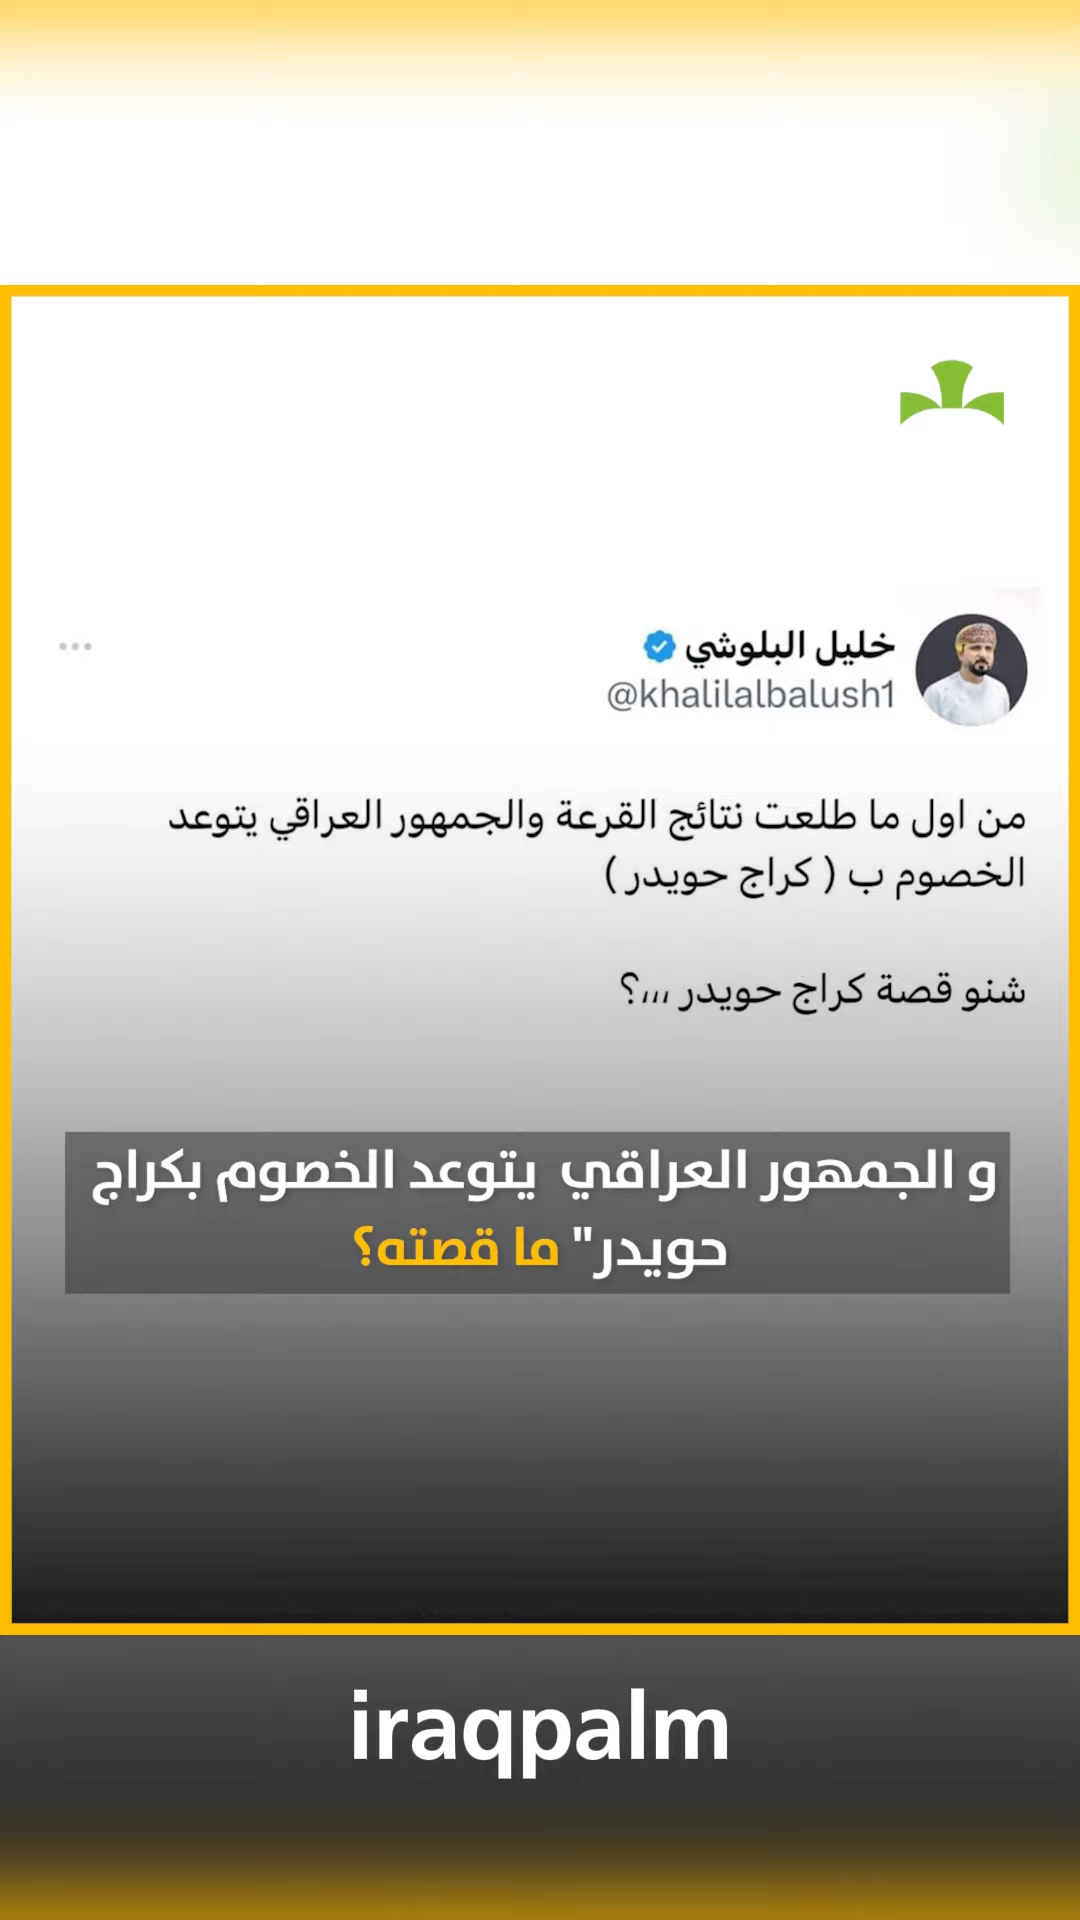 خليل البلوشي
@khalilalbalush1
من اول ما طلعت نتائج القرعة والجمهور العراقي يتوعد
الخصوم ب ( كراج حويدر )
شنو قصة كراج حويدر ,,,؟
و الجمهور العراقي يتوعد الخصوم بكراج
حويدر" ما قصته؟
iraqpalm